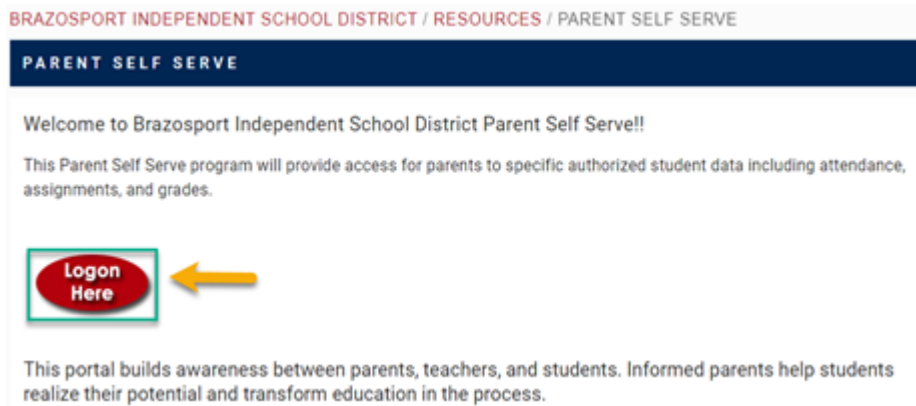 BRAZOSPORT INDEPENDENT SCHOOL DISTRICT / RESOURCES / PARENT SELF SERVE
PARENT SELF SERVE
Welcome to Brazosport Independent School District Parent Self Serve!!
This Parent Self Serve program will provide access for parents to specific authorized student data including attendance,
assignments, and grades.
Logon
Here
This portal builds awareness between parents, teachers, and students. Informed parents help students
realize their potential and transform education in the process.